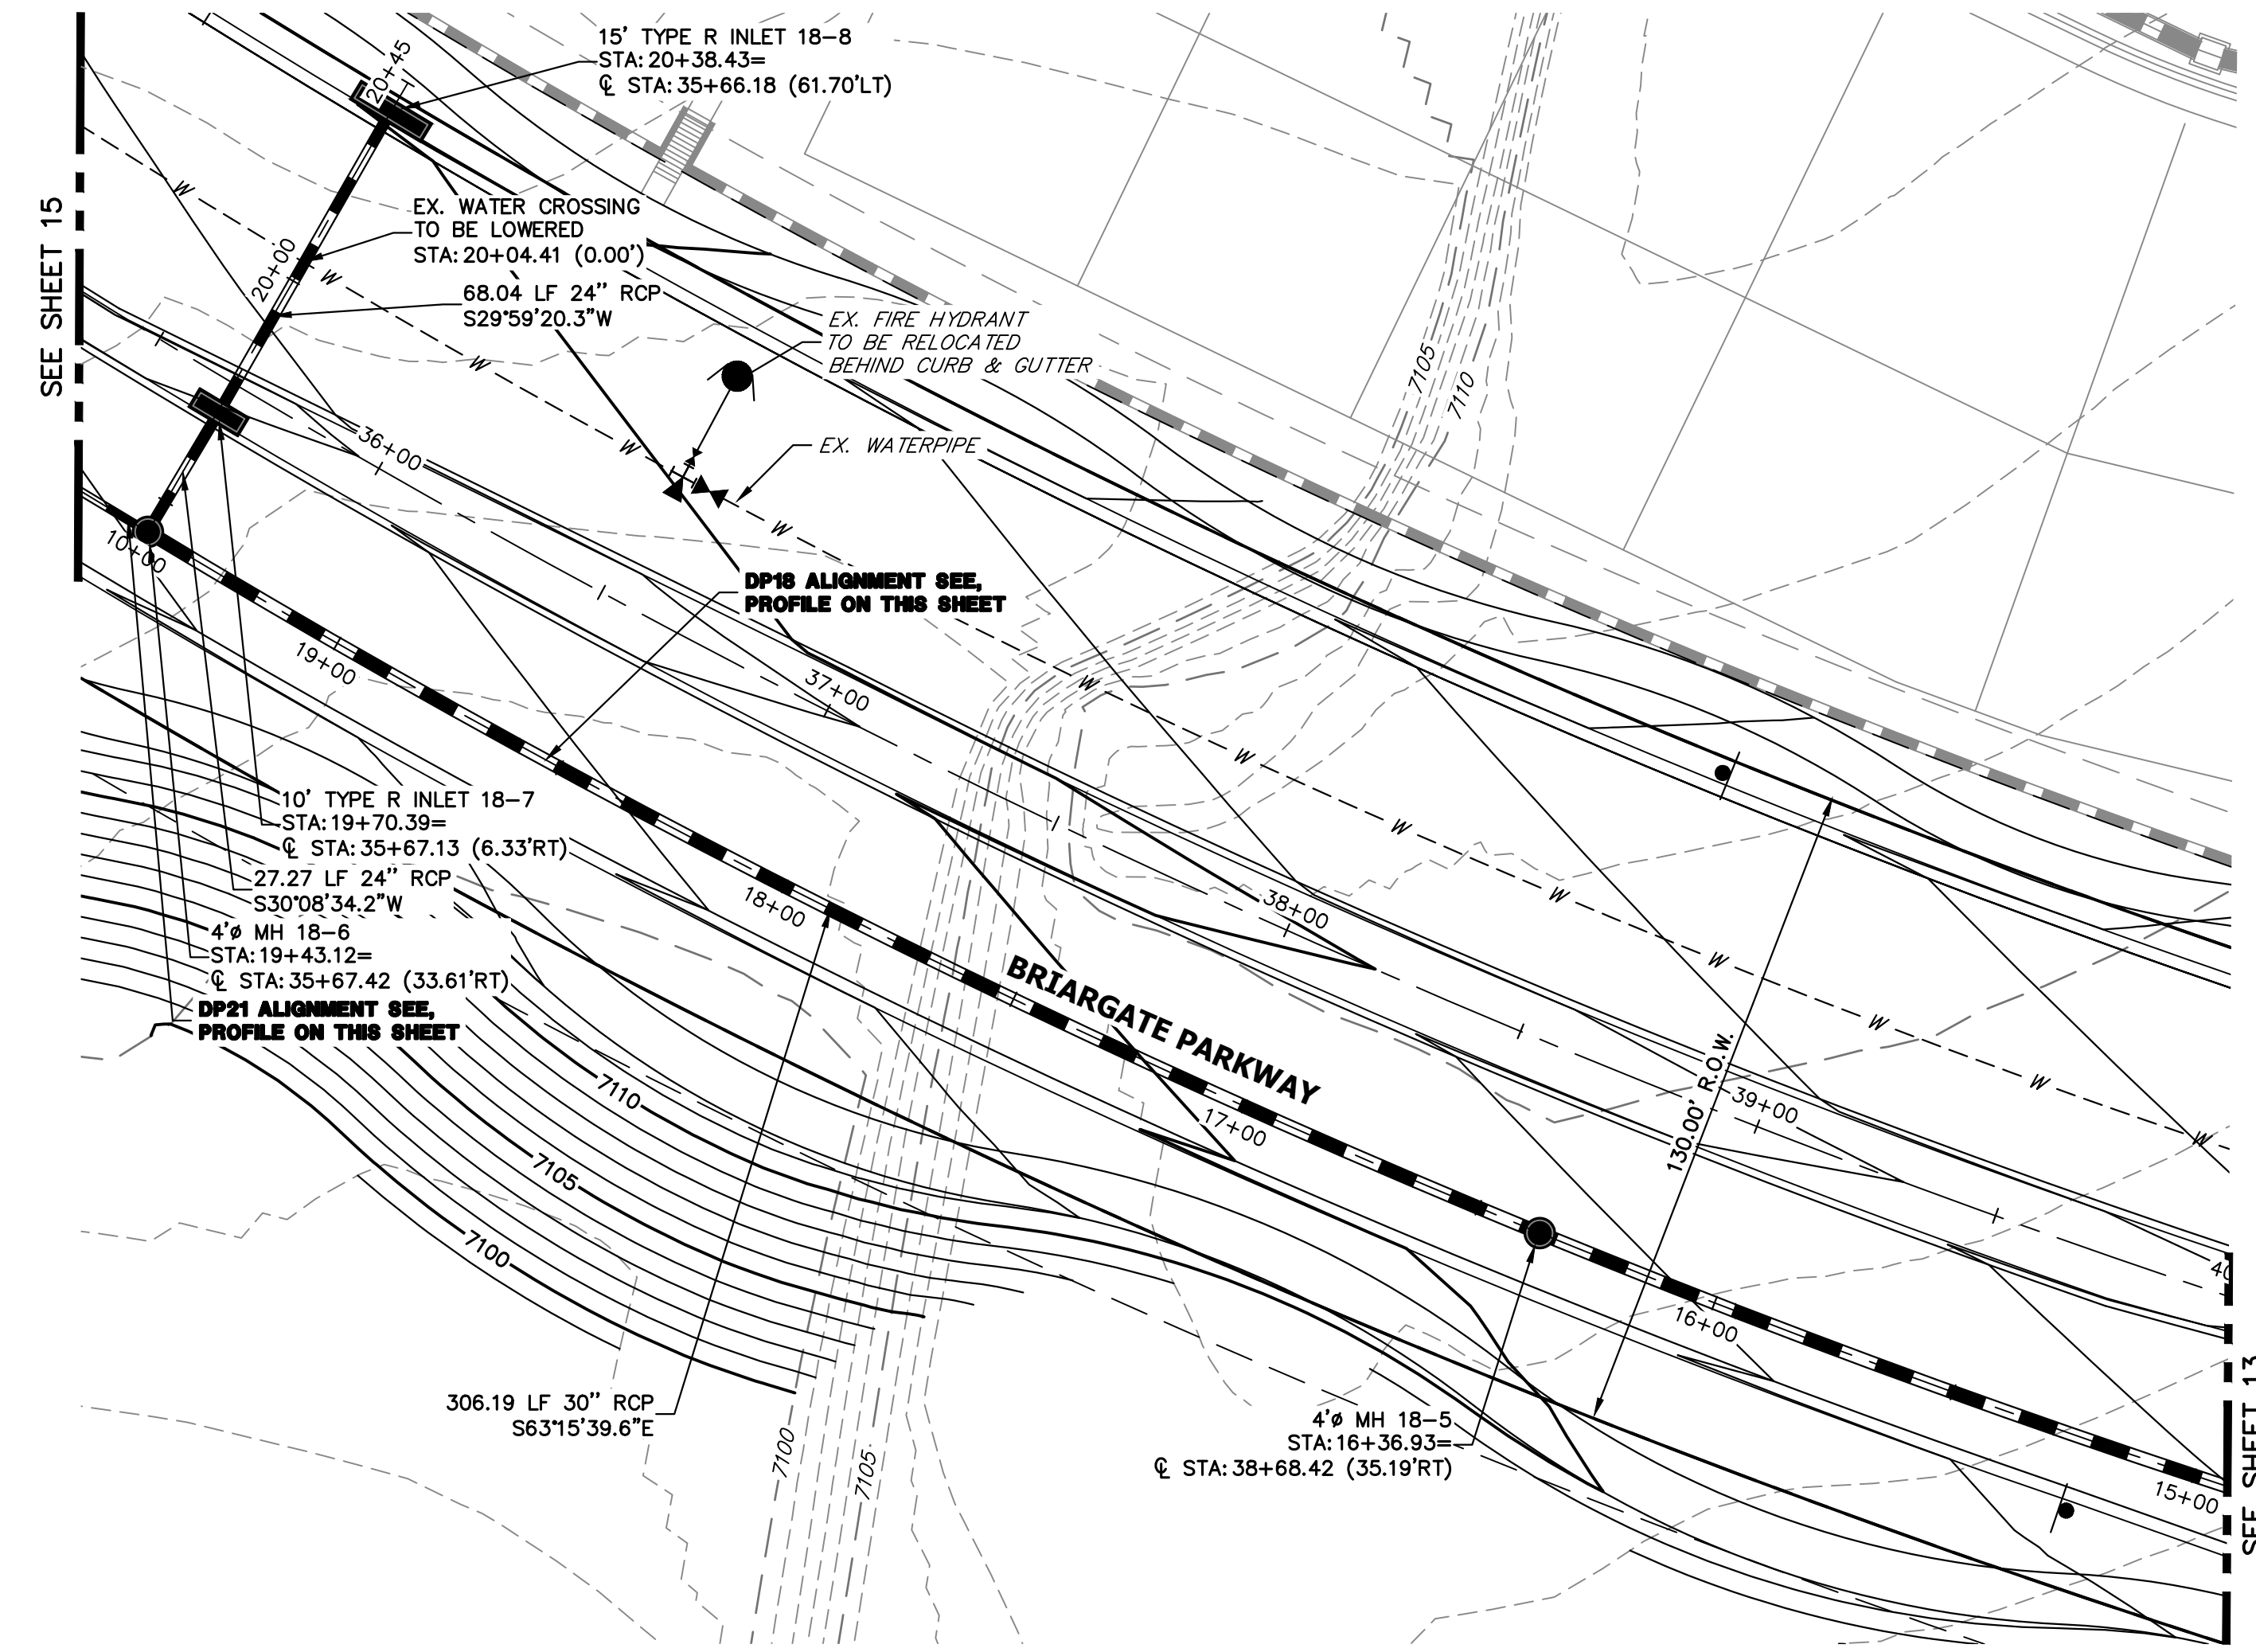 15' TYPE R INLET 18-8
STA: 20+38.43=
℄ STA: 35+66.18 (61.70'LT)
20+45
EX. WATER CROSSING
TO BE LOWERED
STA: 20+04.41 (0.00')
20+00
68.04 LF 24" RCP
S29°59'20.3"W
SEE SHEET 15
W
W
W
W
W
W
W
W
W
W
W
W
W
EX. FIRE HYDRANT
TO BE RELOCATED
BEHIND CURB & GUTTER
EX. WATERPIPE
7105
7110
36+00
10+00
DP18 ALIGNMENT SEE,
PROFILE ON THIS SHEET
19+00
37+00
10' TYPE R INLET 18-7
STA: 19+70.39=
℄ STA: 35+67.13 (6.33'RT)
27.27 LF 24" RCP
S30°08'34.2"W
4'ø MH 18-6
STA: 19+43.12=
℄ STA: 35+67.42 (33.61'RT)
DP21 ALIGNMENT SEE,
PROFILE ON THIS SHEET
18+00
38+00
BRIARGATE PARKWAY
17+00
130.00' R.O.W.
39+00
40
7110
7105
7100
16+00
15+00
306.19 LF 30" RCP
S63°15'39.6"E
7100
7105
4'ø MH 18-5
STA: 16+36.93=
℄ STA: 38+68.42 (35.19'RT)
SEE SHEET 13